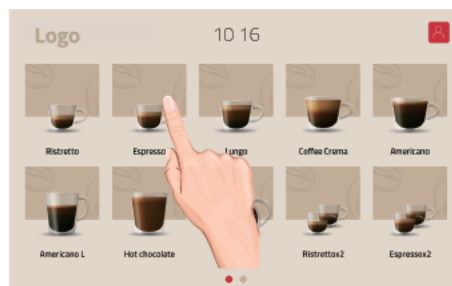 Logo
10 16
Ristretto
Espresso
Lungo
Coffee Crema
Americano
Americano L
Hot chocolate
Ristrettox2
Espressox2